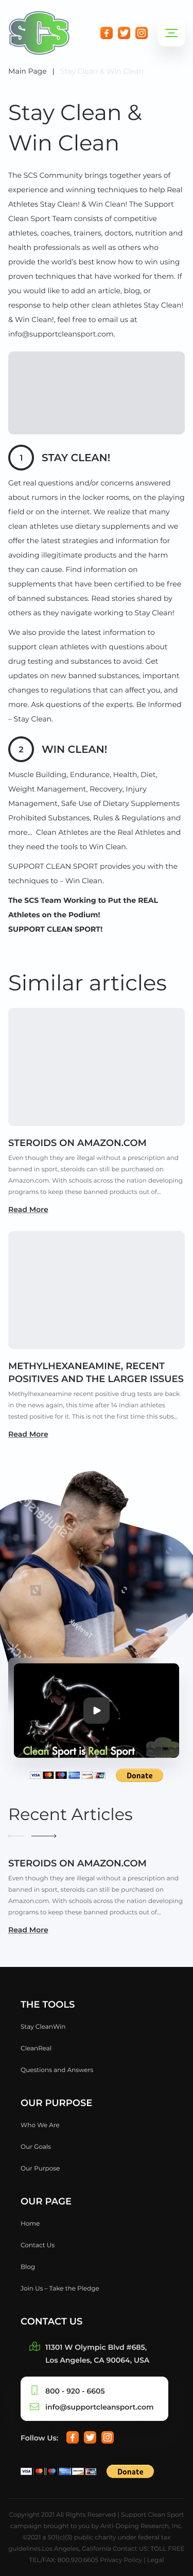 SCS
Main Page | Stay Clean & Win Clean
Stay Clean &
Win Clean
The SCS Community brings together years of
experience and winning techniques to help Real
Athletes Stay Clean! & Win Clean! The Support
Clean Sport Team consists of competitive
athletes, coaches, trainers, doctors, nutrition and
health professionals as well as others who
provide the world's best know how to win using
proven techniques that have worked for them. If
you would like to add an article, blog, or
response to help other clean athletes Stay Clean!
& Win Clean!, feel free to email us at
info@supportcleansport.com.
1 STAY CLEAN!
Get real questions and/or concerns answered
about rumors in the locker rooms, on the playing
field or on the internet. We realize that many
clean athletes use dietary supplements and we
offer the latest strategies and information for
avoiding illegitimate products and the harm
they can cause. Find information on
supplements that have been certified to be free
of banned substances. Read stories shared by
others as they navigate working to Stay Clean!
We also provide the latest information to
support clean athletes with questions about
drug testing and substances to avoid. Get
updates on new banned substances, important
changes to regulations that can affect you, and
more. Ask questions of the experts. Be Informed
– Stay Clean.
2 WIN CLEAN!
Muscle Building, Endurance, Health, Diet,
Weight Management, Recovery, Injury
Management, Safe Use of Dietary Supplements
Prohibited Substances, Rules & Regulations and
more… Clean Athletes are the Real Athletes and
they need the tools to Win Clean.
SUPPORT CLEAN SPORT provides you with the
techniques to – Win Clean.
The SCS Team Working to Put the REAL
Athletes on the Podium!
SUPPORT CLEAN SPORT!
Similar articles
STEROIDS ON AMAZON.COM
Even though they are illegal without a prescription and
banned in sport, steroids can still be purchased on
Amazon.com. With schools across the nation developing
programs to keep these banned products out of...
Read More
METHYLHEXANEAMINE, RECENT
POSITIVES AND THE LARGER ISSUES
Methylhexaneamine recent positive drug tests are back
in the news again, this time after 14 Indian athletes
tested positive for it. This is not the first time this subs...
Read More
Clean Sport is Real Sport
VISA
Donate
Recent Articles
STEROIDS ON AMAZON.COM
Even though they are illegal without a prescription and
banned in sport, steroids can still be purchased on
Amazon.com. With schools across the nation developing
programs to keep these banned products out of...
Read More
THE TOOLS
Stay CleanWin
CleanReal
Questions and Answers
OUR PURPOSE
Who We Are
Our Goals
Our Purpose
OUR PAGE
Home
Contact Us
Blog
Join Us – Take the Pledge
CONTACT US
11301 W Olympic Blvd #685,
Los Angeles, CA 90064, USA
800 - 920 - 6605
info@supportcleansport.com
Follow Us:
VISA
Donate
Copyright 2021 All Rights Reserved | Support Clean Sport
campaign brought to you by Anti-Doping Research, Inc.
©2021 a 501(c)(3) public charity under federal tax
guidelines,Los Angeles, California Contact US: TOLL FREE
TEL/FAX: 800.920.6605 Privacy Policy | Legal